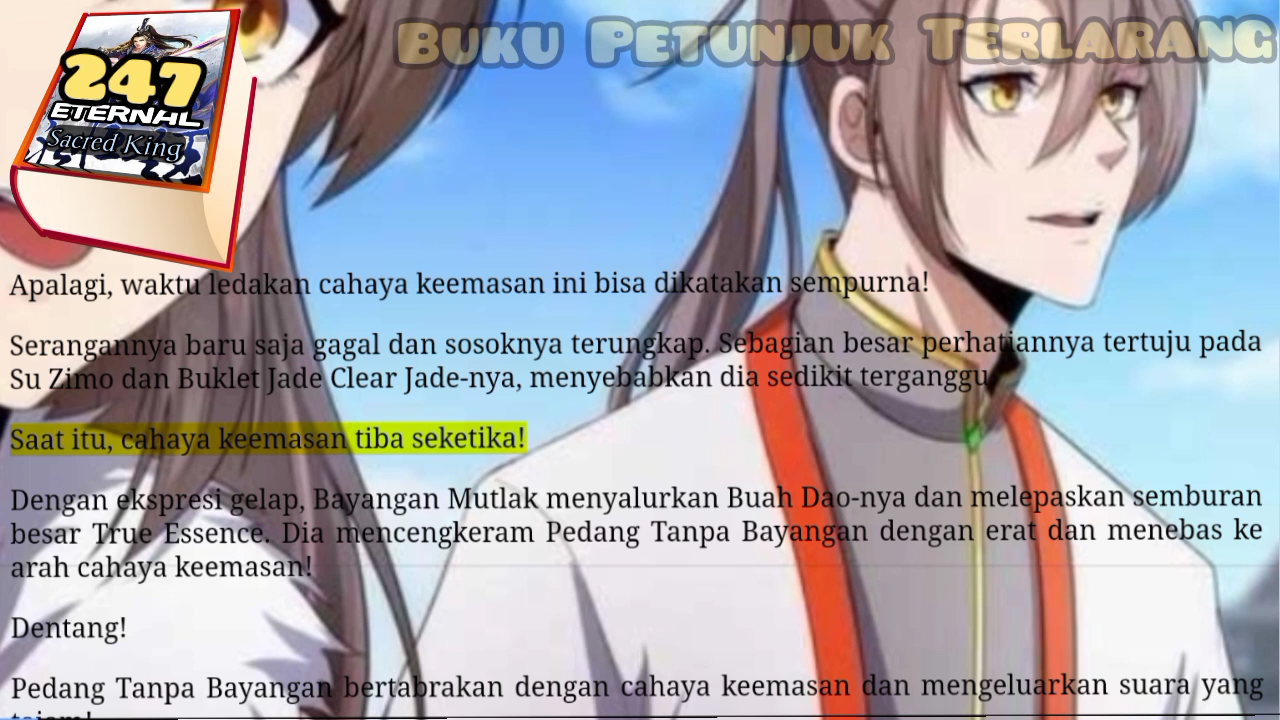 Buku Petunjuk Terlarang
247
ETERNAL
Sacred King
Apalagi, waktu ledakan cahaya keemasan ini bisa dikatakan sempurna!
Serangannya baru saja gagal dan sosoknya terungkap. Sebagian besar perhatiannya tertuju pada
Su Zimo dan Buklet Jade Clear Jade-nya, menyebabkan dia sedikit terganggu
Saat itu, cahaya keemasan tiba seketika!
Dengan ekspresi gelap, Bayangan Mutlak menyalurkan Buah Dao-nya dan melepaskan semburan
besar True Essence. Dia mencengkeram Pedang Tanpa Bayangan dengan erat dan menebas ke
arah cahaya keemasan!
Dentang!
Pedang Tanpa Bayangan bertabrakan dengan cahaya keemasan dan mengeluarkan suara yang